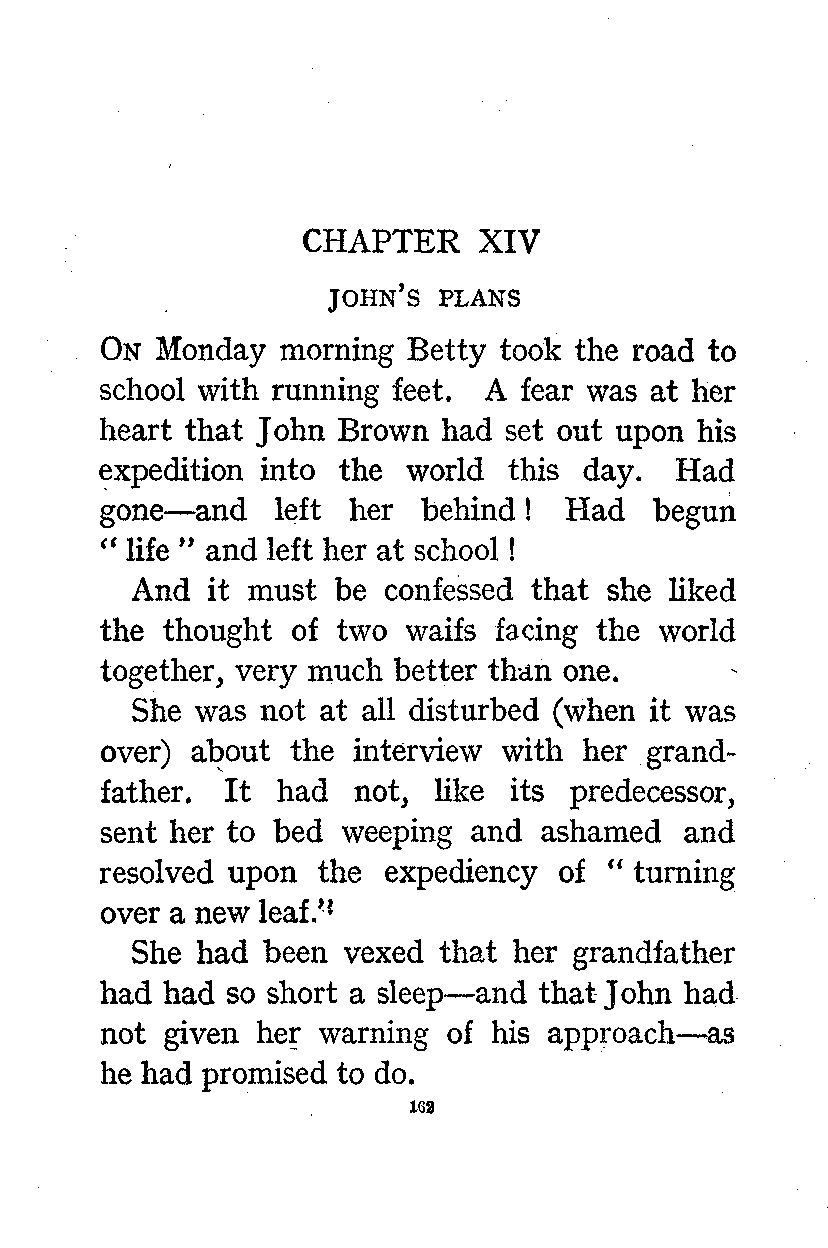 CHAPTER XIV
JOHN'S PLANS
ON Monday morning Betty took the road to
school with running feet. A fear was at her
heart that John Brown had set out upon his
expedition into the world this day. Had
gone—and left her behind! Had begun
" life " and left her at school!
And it must be confessed that she liked
the thought of two waifs facing the world
together, very much better than one.
She was not at all disturbed (when it was
over) about the interview with her grand-
father. It had not, like its predecessor,
sent her to bed weeping and ashamed and
resolved upon the expediency of " turning
over a new leaf."
She had been vexed that her grandfather
had had so short a sleep—and that John had
not given her warning of his approach—as
he had promised to do.
162